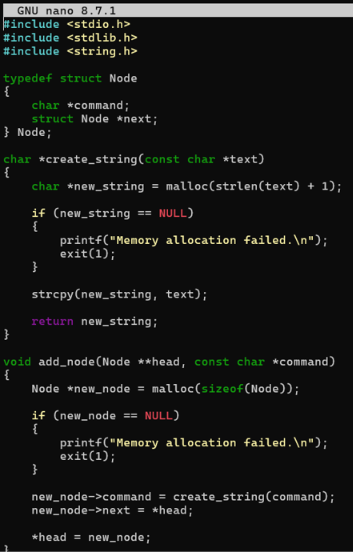 GNU nano 8.7.1
#include <stdio.h>
#include <stdlib.h>
#include <string.h>

typedef struct Node
{
    char *command;
    struct Node *next;
} Node;

char *create_string(const char *text)
{
    char *new_string = malloc(strlen(text) + 1);

    if (new_string == NULL)
    {
        printf("Memory allocation failed.\n");
        exit(1);
    }

    strcpy(new_string, text);

    return new_string;
}

void add_node(Node **head, const char *command)
{
    Node *new_node = malloc(sizeof(Node));

    if (new_node == NULL)
    {
        printf("Memory allocation failed.\n");
        exit(1);
    }

    new_node->command = create_string(command);
    new_node->next = *head;

    *head = new_node;
}